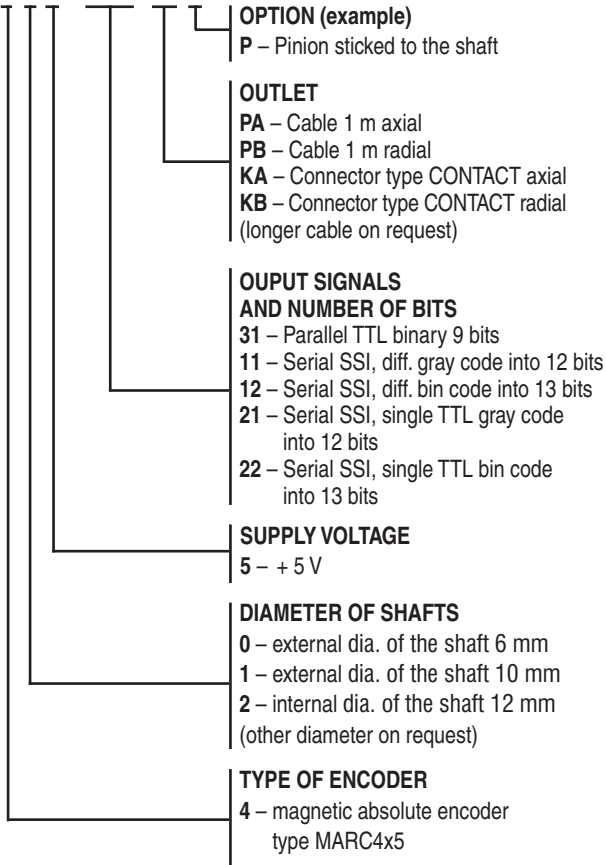 OPTION (example)
P – Pinion sticked to the shaft
OUTLET
PA – Cable 1 m axial
PB – Cable 1 m radial
KA – Connector type CONTACT axial
KB – Connector type CONTACT radial
(longer cable on request)
OUPUT SIGNALS
AND NUMBER OF BITS
31 – Parallel TTL binary 9 bits
11 – Serial SSI, diff. gray code into 12 bits
12 – Serial SSI, diff. bin code into 13 bits
21 – Serial SSI, single TTL gray code
into 12 bits
22 – Serial SSI, single TTL bin code
into 13 bits
SUPPLY VOLTAGE
5 – + 5 V
DIAMETER OF SHAFTS
0 – external dia. of the shaft 6 mm
1 – external dia. of the shaft 10 mm
2 – internal dia. of the shaft 12 mm
(other diameter on request)
TYPE OF ENCODER
4 – magnetic absolute encoder
type MARC4x5